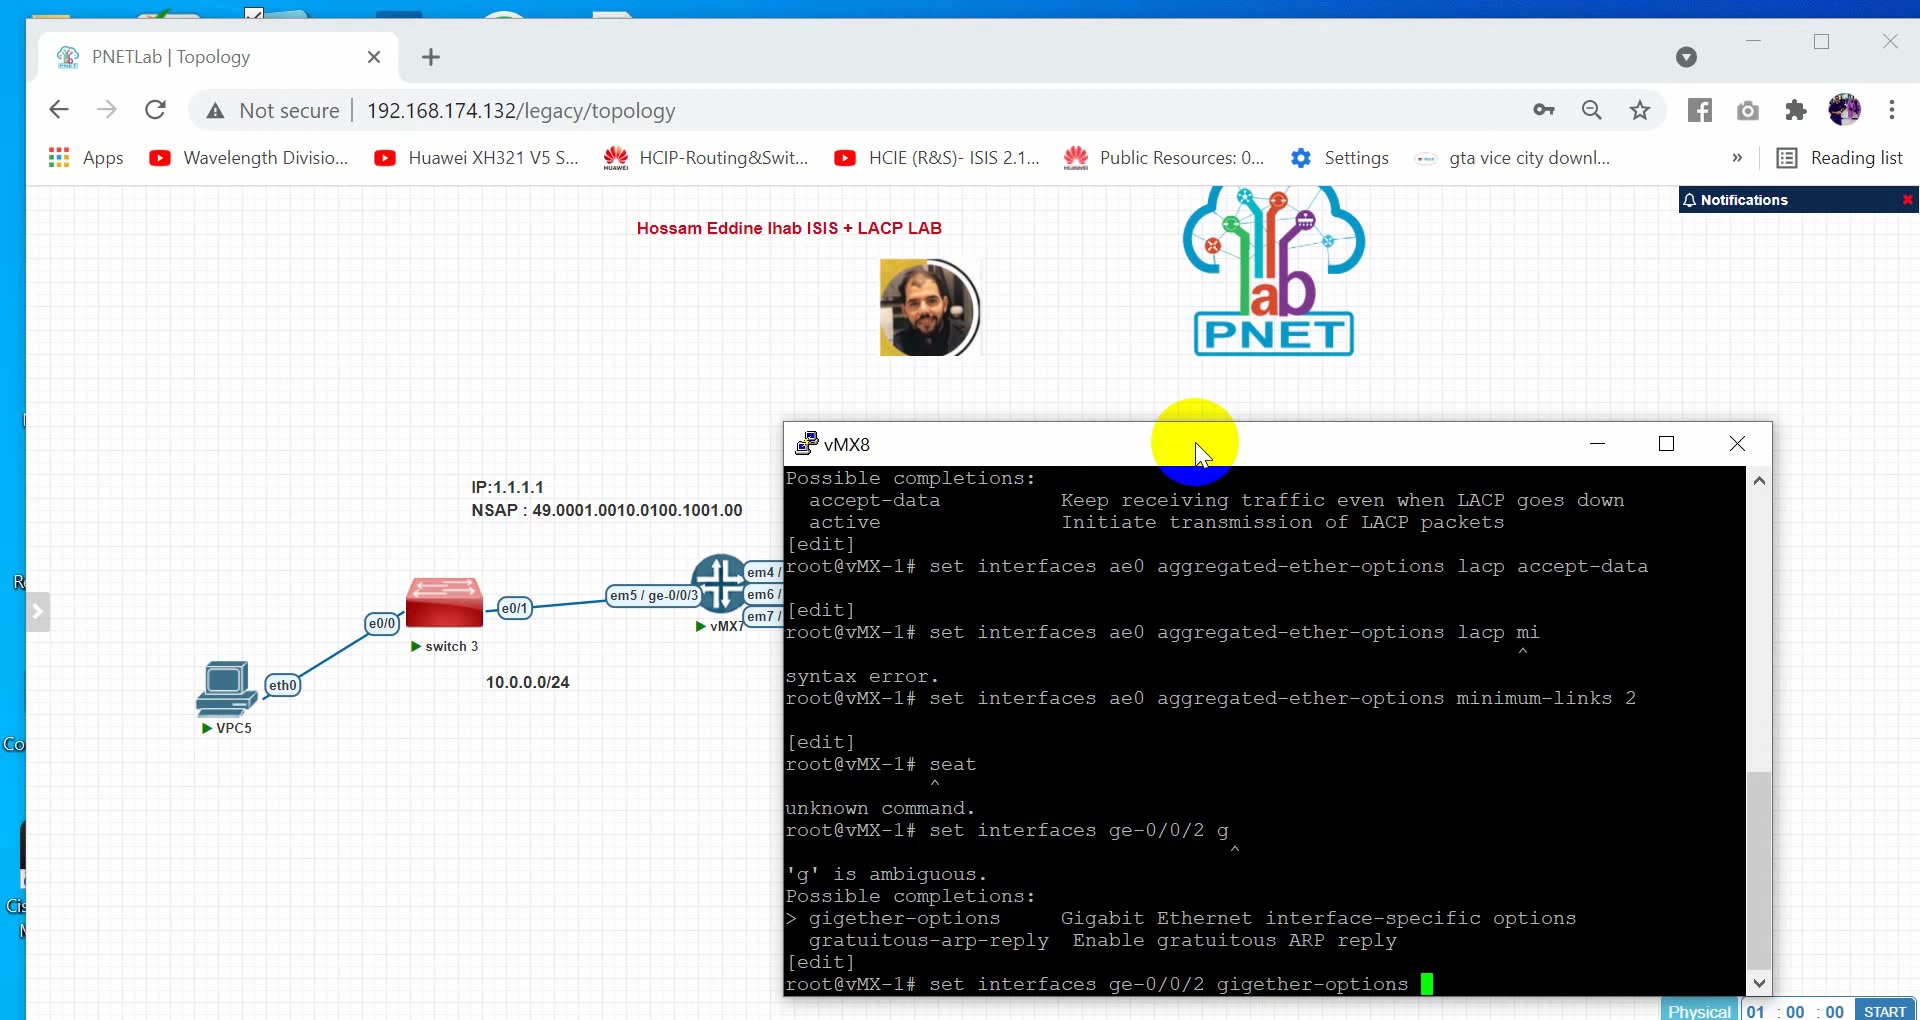 PNETLab | Topology
Not secure | 192.168.174.132/legacy/topology
Apps
Wavelength Divisio...
Huawei XH321 V5 S...
HCIP-Routing&Swit...
HCIE (R&S)- ISIS 2.1...
Public Resources: 0...
Settings
gta vice city downl...
»
Reading list
Notifications
Hossam Eddine Ihab ISIS + LACP LAB
lab
PNET
IP:1.1.1.1
NSAP : 49.0001.0010.0100.1001.00
em4 /
em5 / ge-0/0/3
em6 /
em7 /
vMX7
e0/1
e0/0
switch 3
eth0
10.0.0.0/24
VPC5
vMX8
Possible completions:
accept-data Keep receiving traffic even when LACP goes down
active Initiate transmission of LACP packets
[edit]
root@vMX-1# set interfaces ae0 aggregated-ether-options lacp accept-data
[edit]
root@vMX-1# set interfaces ae0 aggregated-ether-options lacp mi
^
syntax error.
root@vMX-1# set interfaces ae0 aggregated-ether-options minimum-links 2
[edit]
root@vMX-1# seat
^
unknown command.
root@vMX-1# set interfaces ge-0/0/2 g
^
'g' is ambiguous.
Possible completions:
> gigether-options Gigabit Ethernet interface-specific options
gratuitous-arp-reply Enable gratuitous ARP reply
[edit]
root@vMX-1# set interfaces ge-0/0/2 gigether-options
Physical
01 : 00 : 00
START